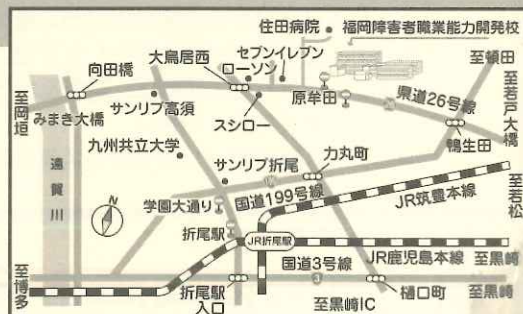 住田病院
福岡障害者職業能力開発校
セブンイレブン
ローソン
大鳥居西
至頓田
向田橋
至若戸大橋
至岡垣
みまき大橋
サンリブ高須
スシロー
原牟田
県道26号線
鴨生田
遠賀川
九州共立大学
サンリブ折尾
力丸町
N
学園大通り
国道199号線
JR筑豊本線
至若松
折尾駅
JR折尾駅
国道3号線
3
JR鹿児島本線
至黒崎
至博多
折尾駅
入口
至黒崎IC
樋口町
至黒崎